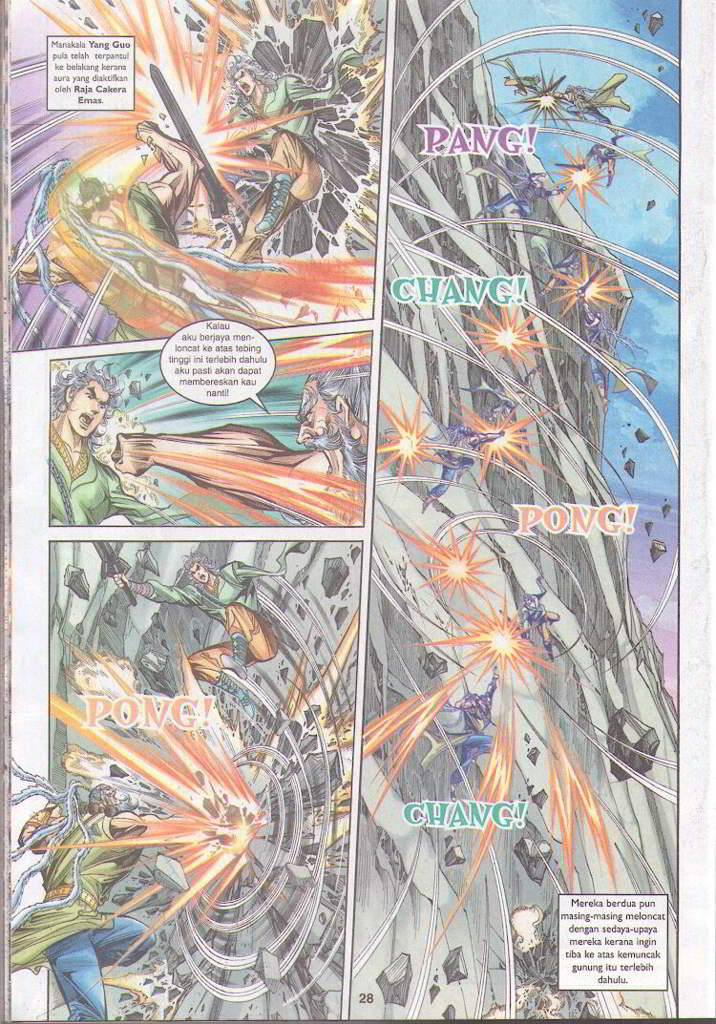 Manakala Yang Guo
pula telah terpantul
ke belakang kerana
aura yang diaktifkan
oleh Raja Cakera
Emas.
Kalau
aku berjaya men-
loncat ke atas tebing
tinggi ini terlebih dahulu
aku pasti akan dapat
membereskan kau
nanti!
PONG!
PANG!
CHANG!
PONG!
CHANG!
Mereka berdua pun
masing-masing meloncat
dengan sedaya-upaya
mereka kerana ingin
tiba ke atas kemuncak
gunung itu terlebih
dahulu.
28